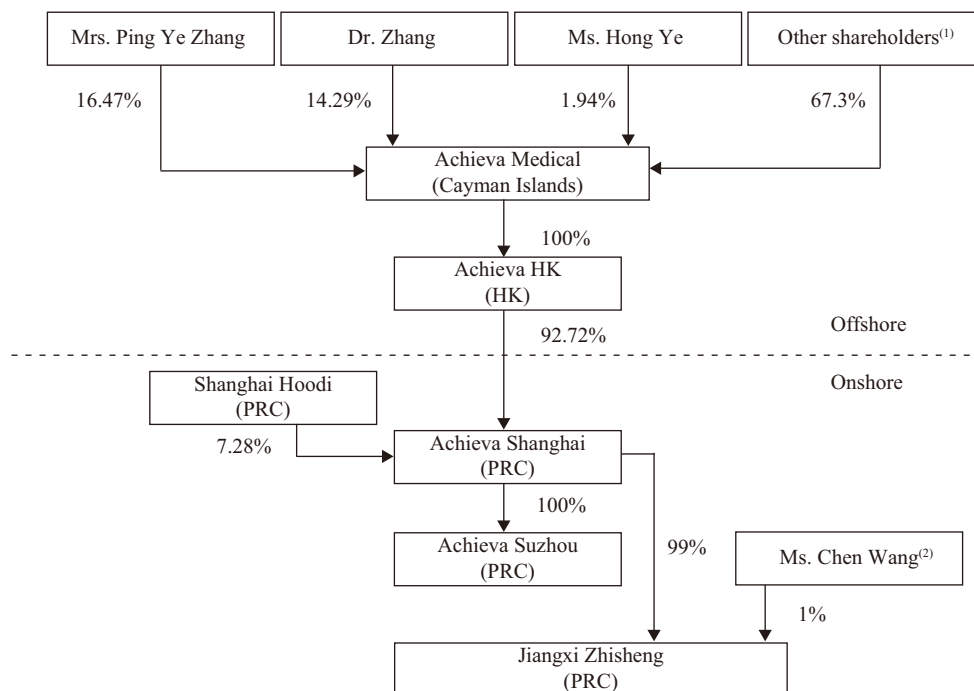 Mrs. Ping Ye Zhang
Dr. Zhang
Ms. Hong Ye
Other shareholders(1)
16.47%
14.29%
1.94%
67.3%
Achieva Medical
(Cayman Islands)
100%
Achieva HK
(HK)
92.72%
Offshore
Onshore
Shanghai Hoodi
(PRC)
7.28%
Achieva Shanghai
(PRC)
100%
Achieva Suzhou
(PRC)
99%
Ms. Chen Wang(2)
1%
Jiangxi Zhisheng
(PRC)